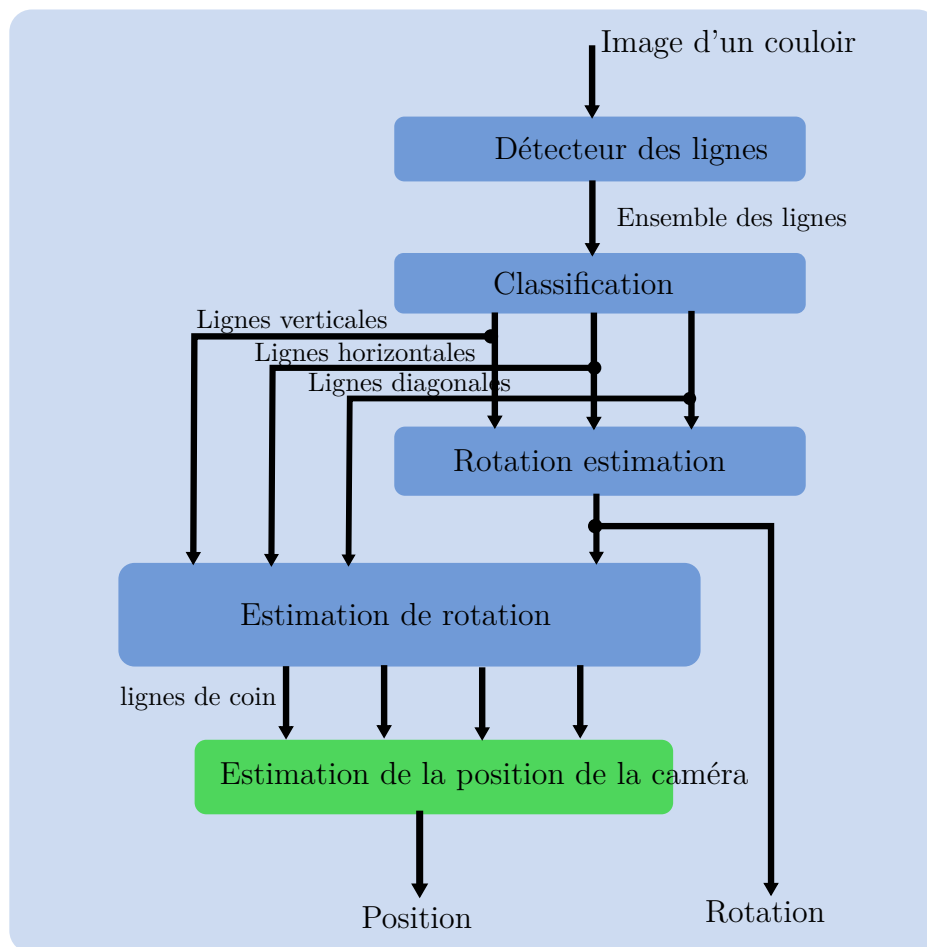 Image d'un couloir
Détecteur des lignes
Ensemble des lignes
Classification
Lignes verticales
Lignes horizontales
Lignes diagonales
Rotation estimation
Estimation de rotation
lignes de coin
Estimation de la position de la caméra
Position
Rotation